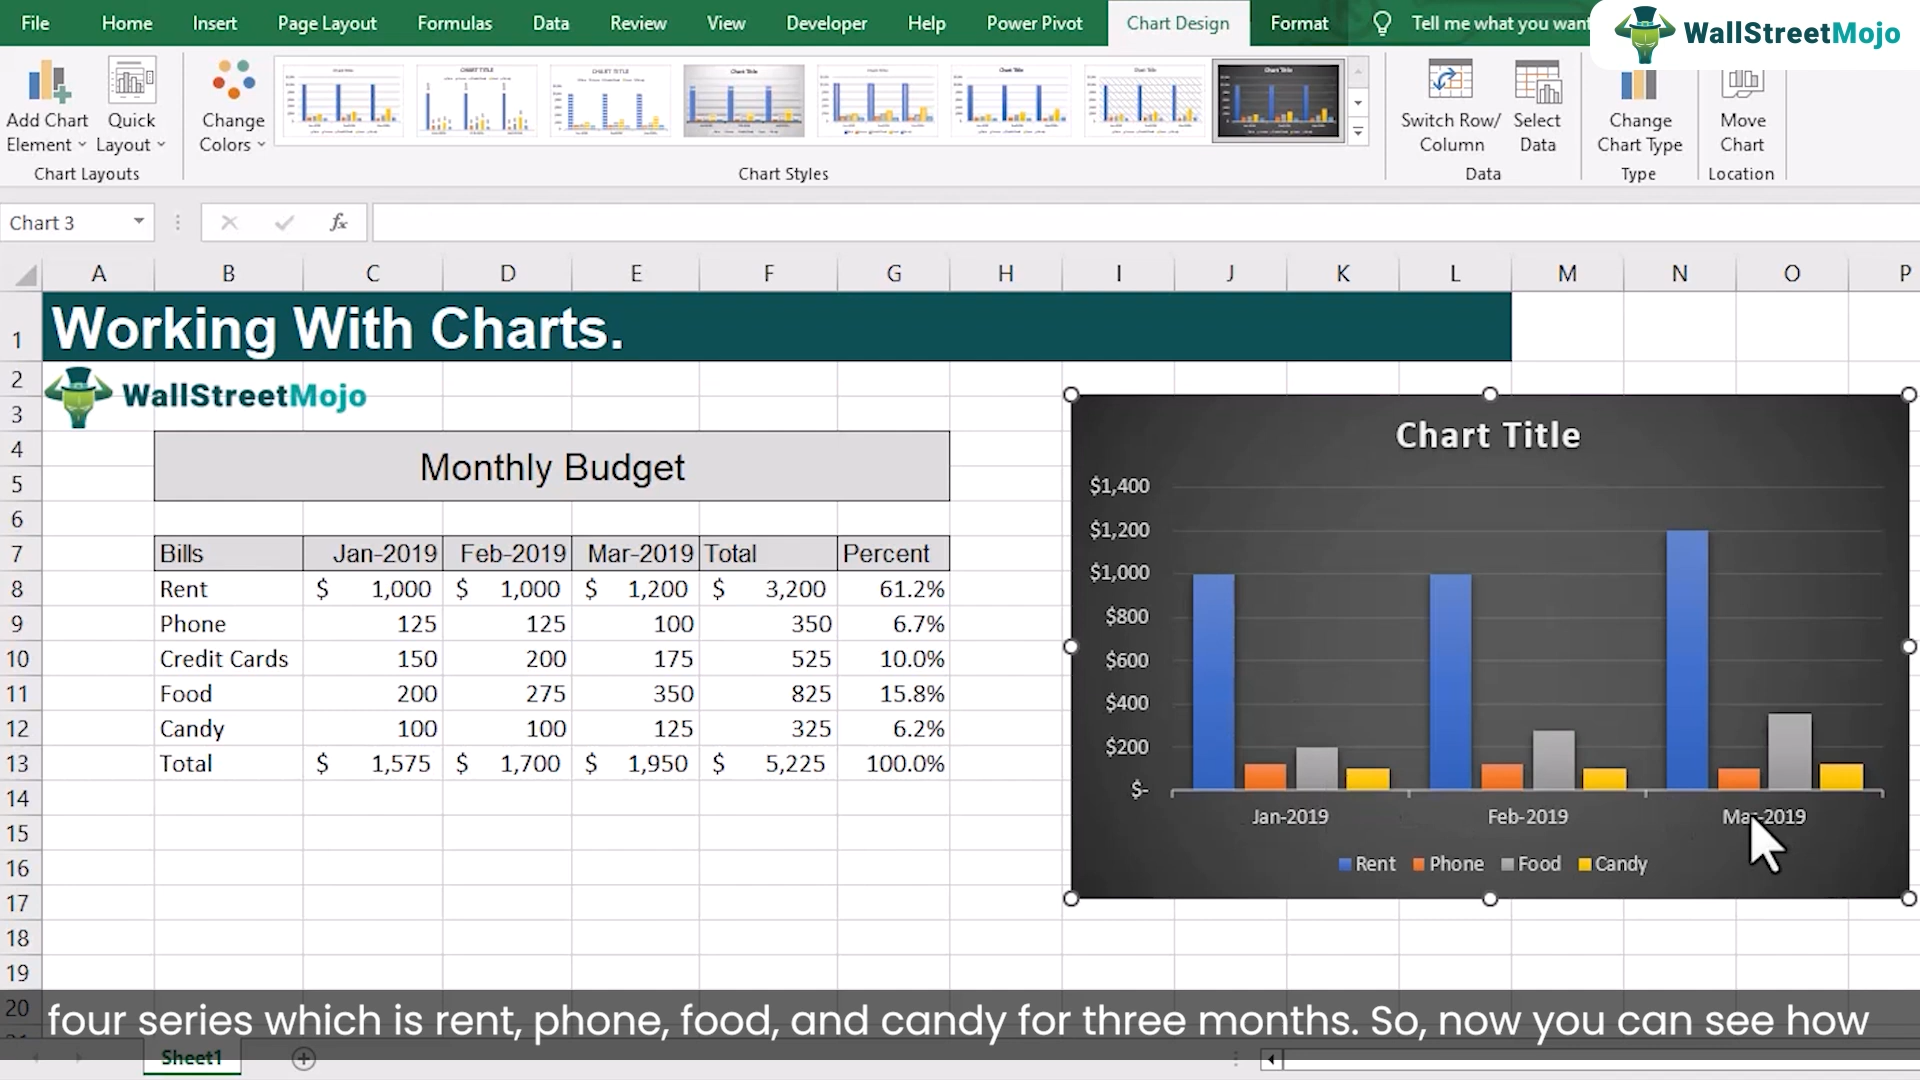 File Home Insert Page Layout Formulas Data Review View Developer Help Power Pivot Chart Design Format Tell me what you want
WallStreetMojo
Add Chart Element
Quick Layout
Change Colors
Switch Row/ Column
Select Data
Change Chart Type
Move Chart
Chart Layouts Chart Styles Data Type Location
Chart 3 fx
A B C D E F G H I J K L M N O P
1 Working With Charts.
2 WallStreetMojo
3
4 Monthly Budget
5
6
7 Bills Jan-2019 Feb-2019 Mar-2019 Total Percent
8 Rent $ 1,000 $ 1,000 $ 1,200 $ 3,200 61.2%
9 Phone 125 125 100 350 6.7%
10 Credit Cards 150 200 175 525 10.0%
11 Food 200 275 350 825 15.8%
12 Candy 100 100 125 325 6.2%
13 Total $ 1,575 $ 1,700 $ 1,950 $ 5,225 100.0%
14
15
16
17
18
19
20
Chart Title
$1,400
$1,200
$1,000
$800
$600
$400
$200
$-
Jan-2019 Feb-2019 Mar-2019
Rent Phone Food Candy
four series which is rent, phone, food, and candy for three months. So, now you can see how
Sheet1